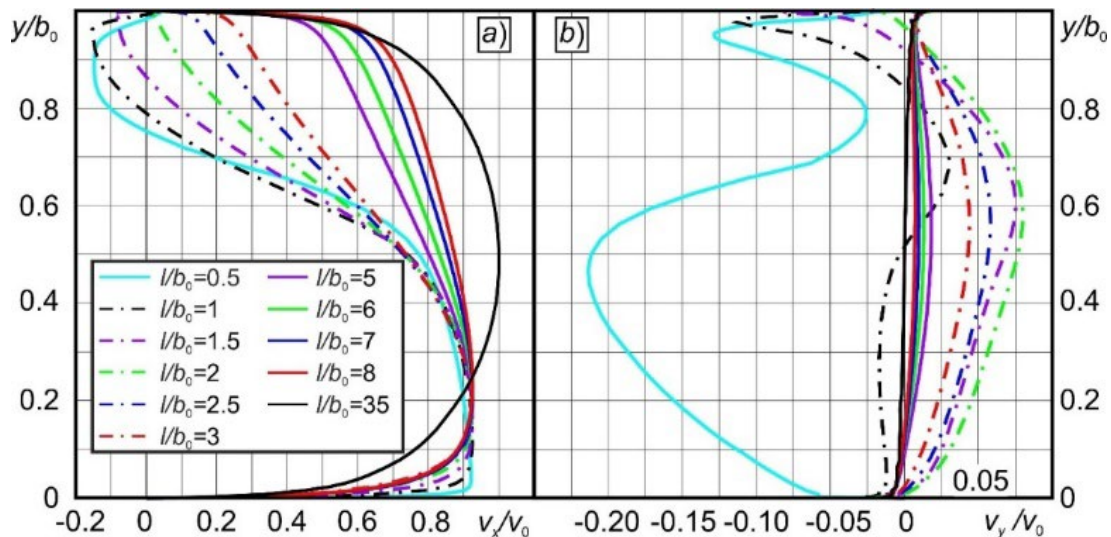 y/b₀ a) b) y/b₀
0.8 0.8
0.6 0.6
l/b₀=0.5 l/b₀=5
l/b₀=1 l/b₀=6
l/b₀=1.5 l/b₀=7
l/b₀=2 l/b₀=8
l/b₀=2.5 l/b₀=35
l/b₀=3
0.4 0.4
0.2 0.2
0.05
0 0
-0.2 0 0.2 0.4 0.6 0.8 vₓ/v₀ -0.20 -0.15 -0.10 -0.05 0 v_y/v₀